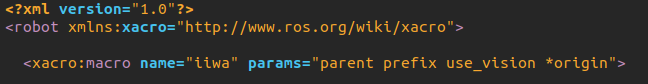 <?xml version="1.0"?>
<robot xmlns:xacro="http://www.ros.org/wiki/xacro">
<xacro:macro name="iiwa" params="parent prefix use_vision *origin">